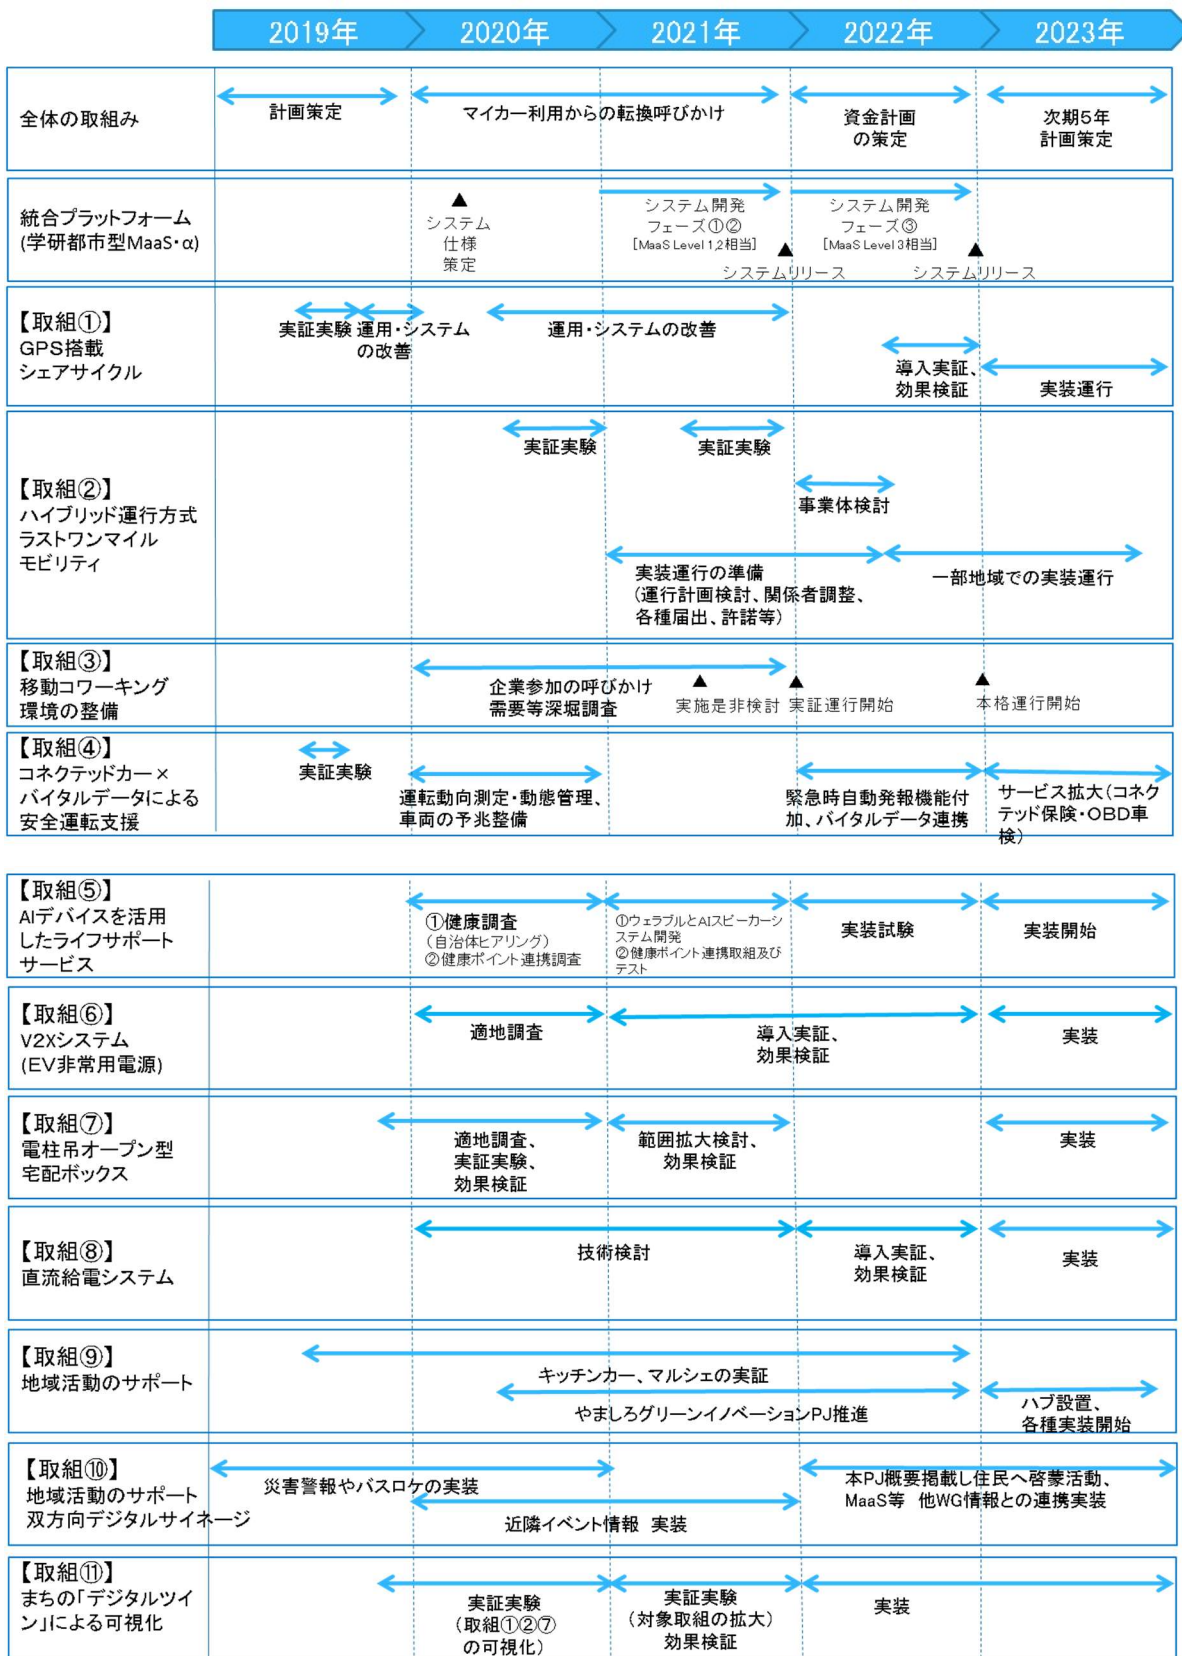 2019年
2020年
2021年
2022年
2023年
全体の取組み
計画策定
マイカー利用からの転換呼びかけ
資金計画
の策定
次期5年
計画策定
統合プラットフォーム
(学研都市型MaaS・α)
▲
システム
仕様
策定
システム開発
フェーズ①②
[MaaS Level 1,2相当]
▲
システムリリース
システム開発
フェーズ③
[MaaS Level 3相当]
▲
システムリリース
【取組①】
GPS搭載
シェアサイクル
実証実験
運用・システム
の改善
運用・システムの改善
導入実証、
効果検証
実装運行
【取組②】
ハイブリッド運行方式
ラストワンマイル
モビリティ
実証実験
実証実験
事業体検討
実装運行の準備
(運行計画検討、関係者調整、
各種届出、許諾等)
一部地域での実装運行
【取組③】
移動コワーキング
環境の整備
企業参加の呼びかけ
需要等深堀調査
▲
実施是非検討
▲
実証運行開始
▲
本格運行開始
【取組④】
コネクテッドカー×
バイタルデータによる
安全運転支援
実証実験
運転動向測定・動態管理、
車両の予兆整備
緊急時自動発報機能付
加、バイタルデータ連携
サービス拡大(コネク
テッド保険・OBD車
検)
【取組⑤】
AIデバイスを活用
したライフサポート
サービス
①健康調査
(自治体ヒアリング)
②健康ポイント連携調査
①ウェラブルとAIスピーカーシ
ステム開発
②健康ポイント連携取組及び
テスト
実装試験
実装開始
【取組⑥】
V2Xシステム
(EV非常用電源)
適地調査
導入実証、
効果検証
実装
【取組⑦】
電柱吊オープン型
宅配ボックス
適地調査、
実証実験、
効果検証
範囲拡大検討、
効果検証
実装
【取組⑧】
直流給電システム
技術検討
導入実証、
効果検証
実装
【取組⑨】
地域活動のサポート
キッチンカー、マルシェの実証
やましろグリーンイノベーションPJ推進
ハブ設置、
各種実装開始
【取組⑩】
地域活動のサポート
双方向デジタルサイネージ
災害警報やバスロケの実装
近隣イベント情報 実装
本PJ概要掲載し住民へ啓蒙活動、
MaaS等 他WG情報との連携実装
【取組⑪】
まちの「デジタルツイ
ン」による可視化
実証実験
(取組①②⑦
の可視化)
実証実験
(対象取組の拡大)
効果検証
実装